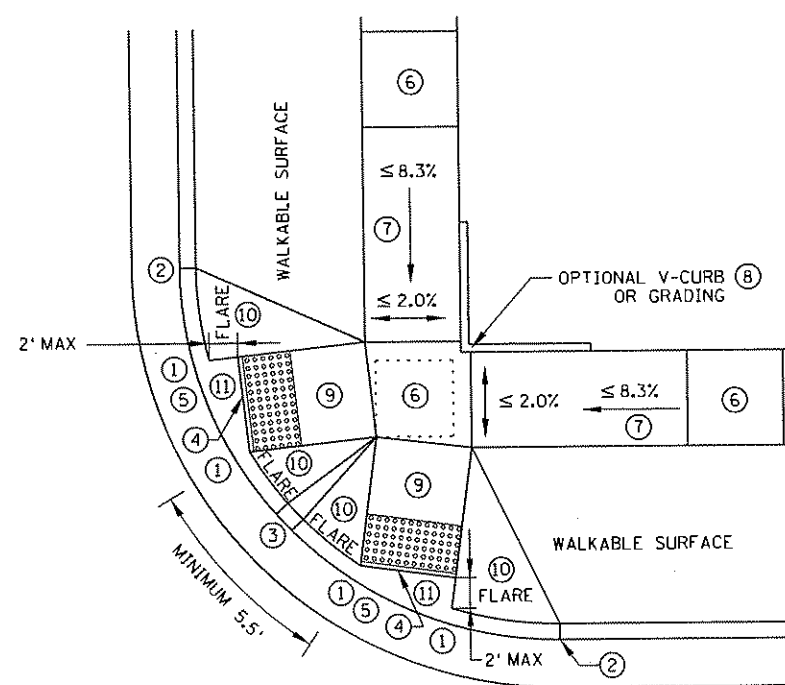 ⑥
WALKABLE SURFACE
≤ 8.3%
⑦
②
OPTIONAL V-CURB ⑧
OR GRADING
FLARE
⑩
≤ 2.0%
2' MAX
①
⑤
⑪
⑨
⑥
≤ 2.0%
≤ 8.3%
⑦
⑥
④
①
FLARE
⑩
③
FLARE
⑩
⑨
WALKABLE SURFACE
MINIMUM 5.5'
①
⑤
④
⑪
①
⑩
FLARE
2' MAX
②